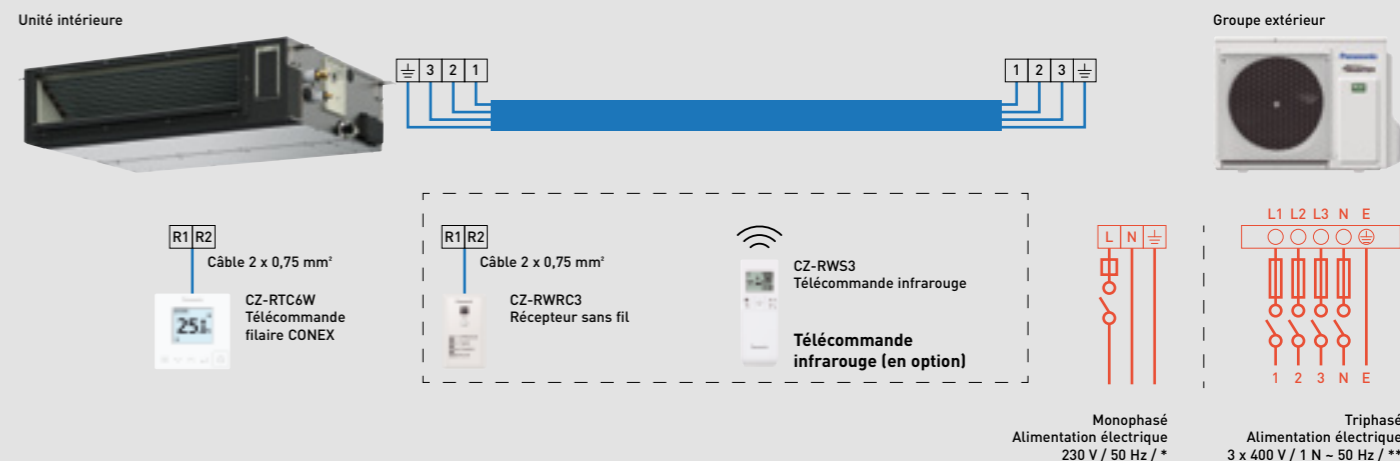 Unité intérieure
Groupe extérieur
Panasonic
⏚ 3 2 1
1 2 3 ⏚
R1 R2
Câble 2 x 0,75 mm²
CZ-RTC6W
Télécommande
filaire CONEX
25
R1 R2
Câble 2 x 0,75 mm²
CZ-RWRC3
Récepteur sans fil
CZ-RWS3
Télécommande infrarouge
Télécommande
infrarouge (en option)
L N ⏚
L1 L2 L3 N E
1 2 3 N E
Monophasé
Alimentation électrique
230 V / 50 Hz / *
Triphasé
Alimentation électrique
3 x 400 V / 1 N ~ 50 Hz / **